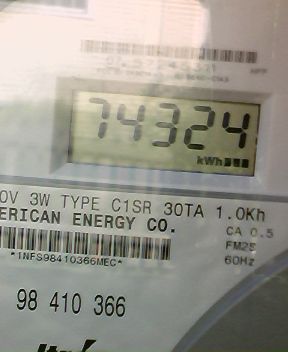 74324
kWh
0V 3W TYPE C1SR 30TA 1.0Kh
ERICAN ENERGY CO.
CA 0.5
FM2S
60Hz
*1NFS98410366MEC*
98 410 366